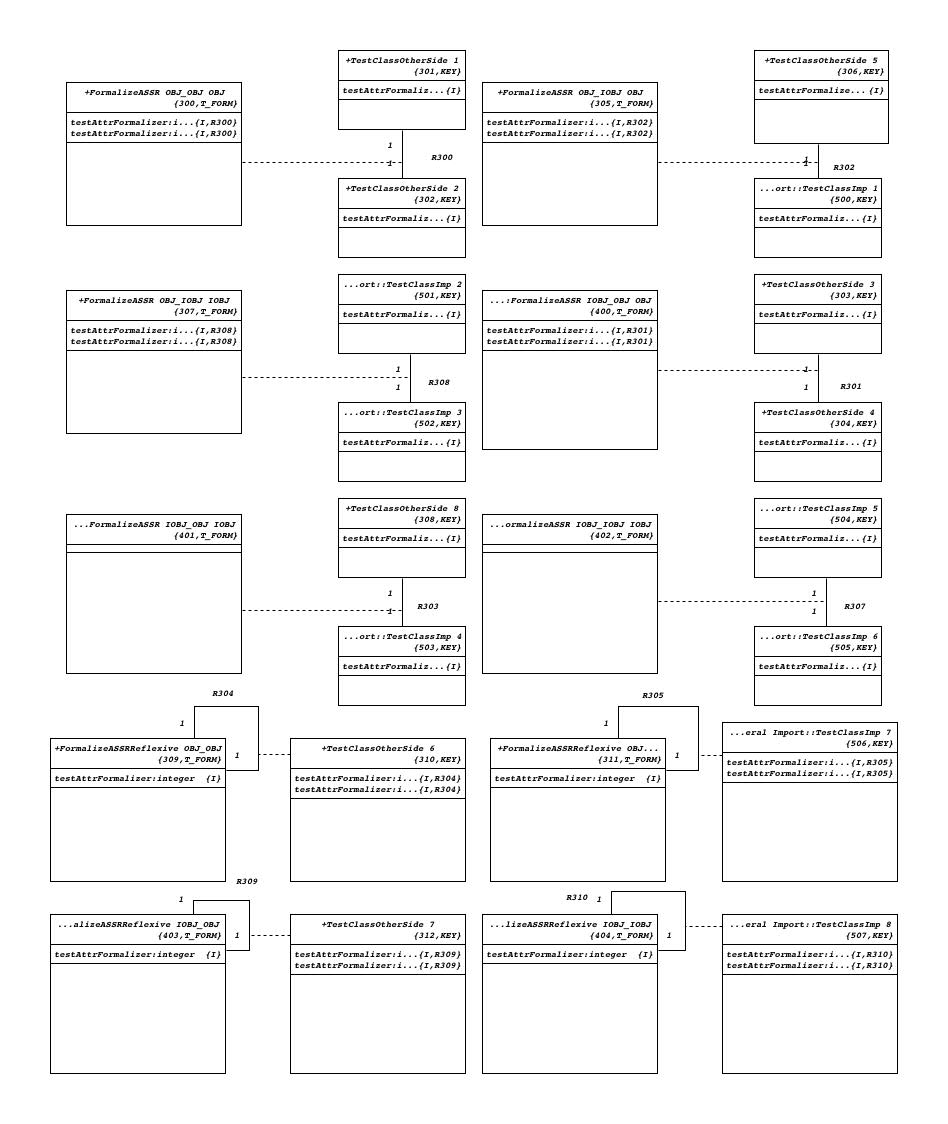 +TestClassOtherSide 1
{301,KEY}
testAttrFormaliz...{I}
+FormalizeASSR OBJ_OBJ OBJ
{300,T_FORM}
testAttrFormalizer:i...{I,R300}
testAttrFormalizer:i...{I,R300}
1
1
R300
+TestClassOtherSide 2
{302,KEY}
testAttrFormaliz...{I}
+TestClassOtherSide 5
{306,KEY}
testAttrFormalize... {I}
+FormalizeASSR OBJ_IOBJ OBJ
{305,T_FORM}
testAttrFormalizer:i...{I,R302}
testAttrFormalizer:i...{I,R302}
1
1
R302
...ort::TestClassImp 1
{500,KEY}
testAttrFormaliz...{I}
...ort::TestClassImp 2
{501,KEY}
testAttrFormaliz...{I}
+FormalizeASSR OBJ_IOBJ IOBJ
{307,T_FORM}
testAttrFormalizer:i...{I,R308}
testAttrFormalizer:i...{I,R308}
1
1
R308
...ort::TestClassImp 3
{502,KEY}
testAttrFormaliz...{I}
+TestClassOtherSide 3
{303,KEY}
testAttrFormaliz...{I}
...:FormalizeASSR IOBJ_OBJ OBJ
{400,T_FORM}
testAttrFormalizer:i...{I,R301}
testAttrFormalizer:i...{I,R301}
1
1
R301
+TestClassOtherSide 4
{304,KEY}
testAttrFormaliz...{I}
+TestClassOtherSide 8
{308,KEY}
testAttrFormaliz...{I}
...FormalizeASSR IOBJ_OBJ IOBJ
{401,T_FORM}
1
1
R303
...ort::TestClassImp 4
{503,KEY}
testAttrFormaliz...{I}
...ort::TestClassImp 5
{504,KEY}
testAttrFormaliz...{I}
...ormalizeASSR IOBJ_IOBJ IOBJ
{402,T_FORM}
1
1
R307
...ort::TestClassImp 6
{505,KEY}
testAttrFormaliz...{I}
R304
1
+FormalizeASSRReflexive OBJ_OBJ
{309,T_FORM}
testAttrFormalizer:integer {I}
1
+TestClassOtherSide 6
{310,KEY}
testAttrFormalizer:i...{I,R304}
testAttrFormalizer:i...{I,R304}
R305
1
+FormalizeASSRReflexive OBJ...
{311,T_FORM}
testAttrFormalizer:integer {I}
1
...eral Import::TestClassImp 7
{506,KEY}
testAttrFormalizer:i...{I,R305}
testAttrFormalizer:i...{I,R305}
R309
1
...alizeASSRReflexive IOBJ_OBJ
{403,T_FORM}
testAttrFormalizer:integer {I}
1
+TestClassOtherSide 7
{312,KEY}
testAttrFormalizer:i...{I,R309}
testAttrFormalizer:i...{I,R309}
R310
1
...lizeASSRReflexive IOBJ_IOBJ
{404,T_FORM}
testAttrFormalizer:integer {I}
1
...eral Import::TestClassImp 8
{507,KEY}
testAttrFormalizer:i...{I,R310}
testAttrFormalizer:i...{I,R310}